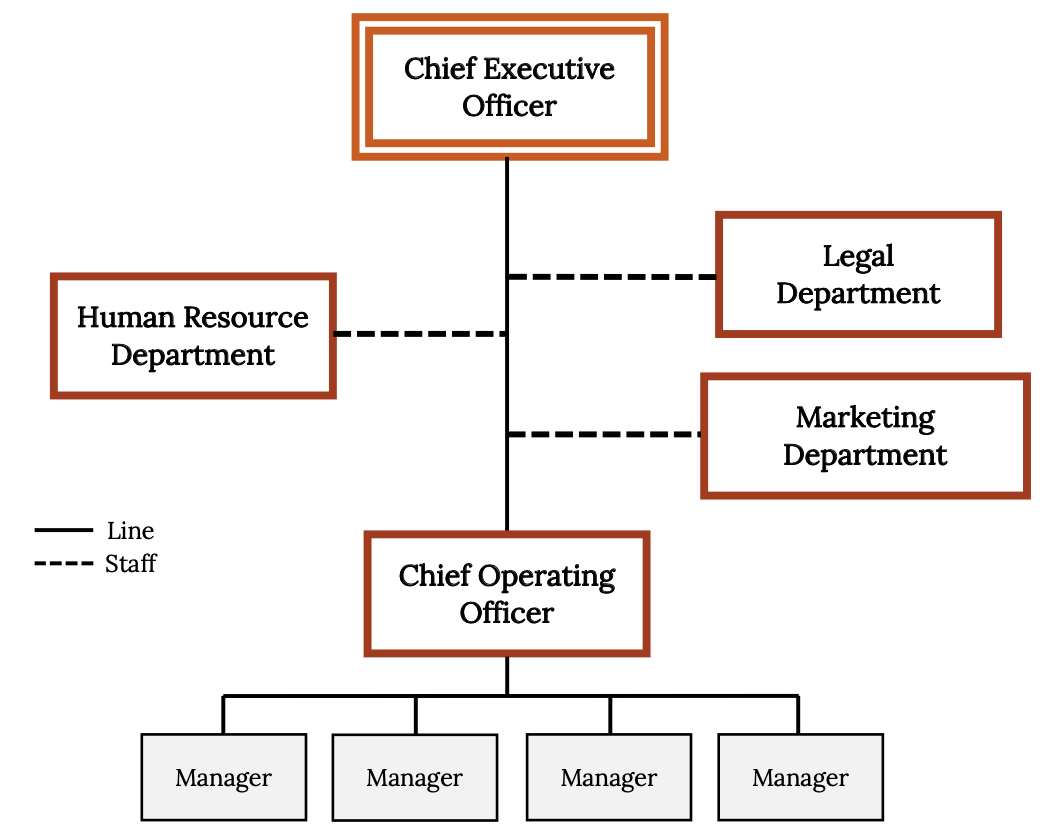 Chief Executive
Officer
Legal
Department
Human Resource
Department
Marketing
Department
Line
Staff
Chief Operating
Officer
Manager
Manager
Manager
Manager